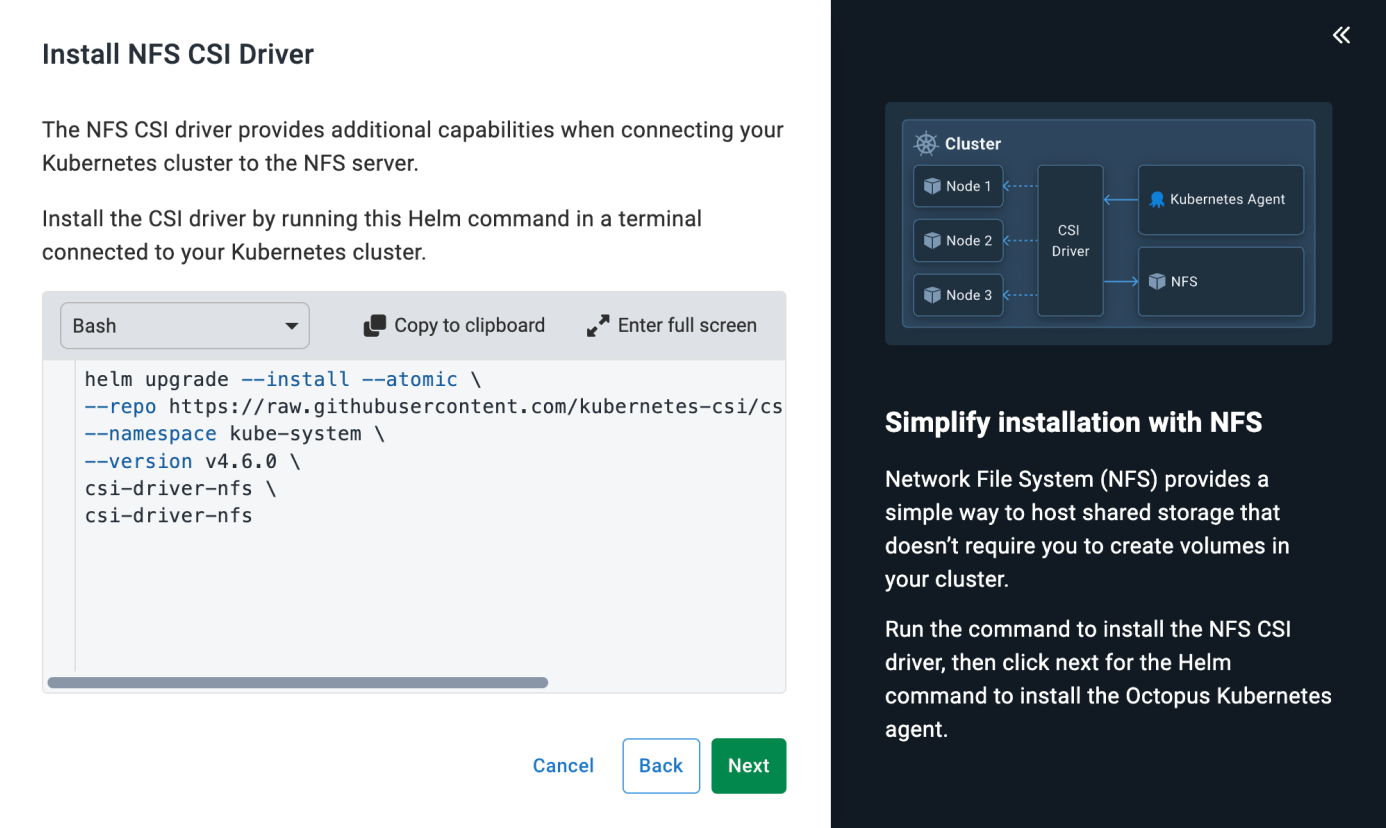 Install NFS CSI Driver
The NFS CSI driver provides additional capabilities when connecting your
Kubernetes cluster to the NFS server.
Install the CSI driver by running this Helm command in a terminal
connected to your Kubernetes cluster.
Bash
Copy to clipboard
Enter full screen
helm upgrade --install --atomic \
--repo https://raw.githubusercontent.com/kubernetes-csi/cs
--namespace kube-system \
--version v4.6.0 \
csi-driver-nfs \
csi-driver-nfs
Cancel
Back
Next
Cluster
Node 1
Node 2
Node 3
CSI
Driver
Kubernetes Agent
NFS
Simplify installation with NFS
Network File System (NFS) provides a
simple way to host shared storage that
doesn’t require you to create volumes in
your cluster.
Run the command to install the NFS CSI
driver, then click next for the Helm
command to install the Octopus Kubernetes
agent.